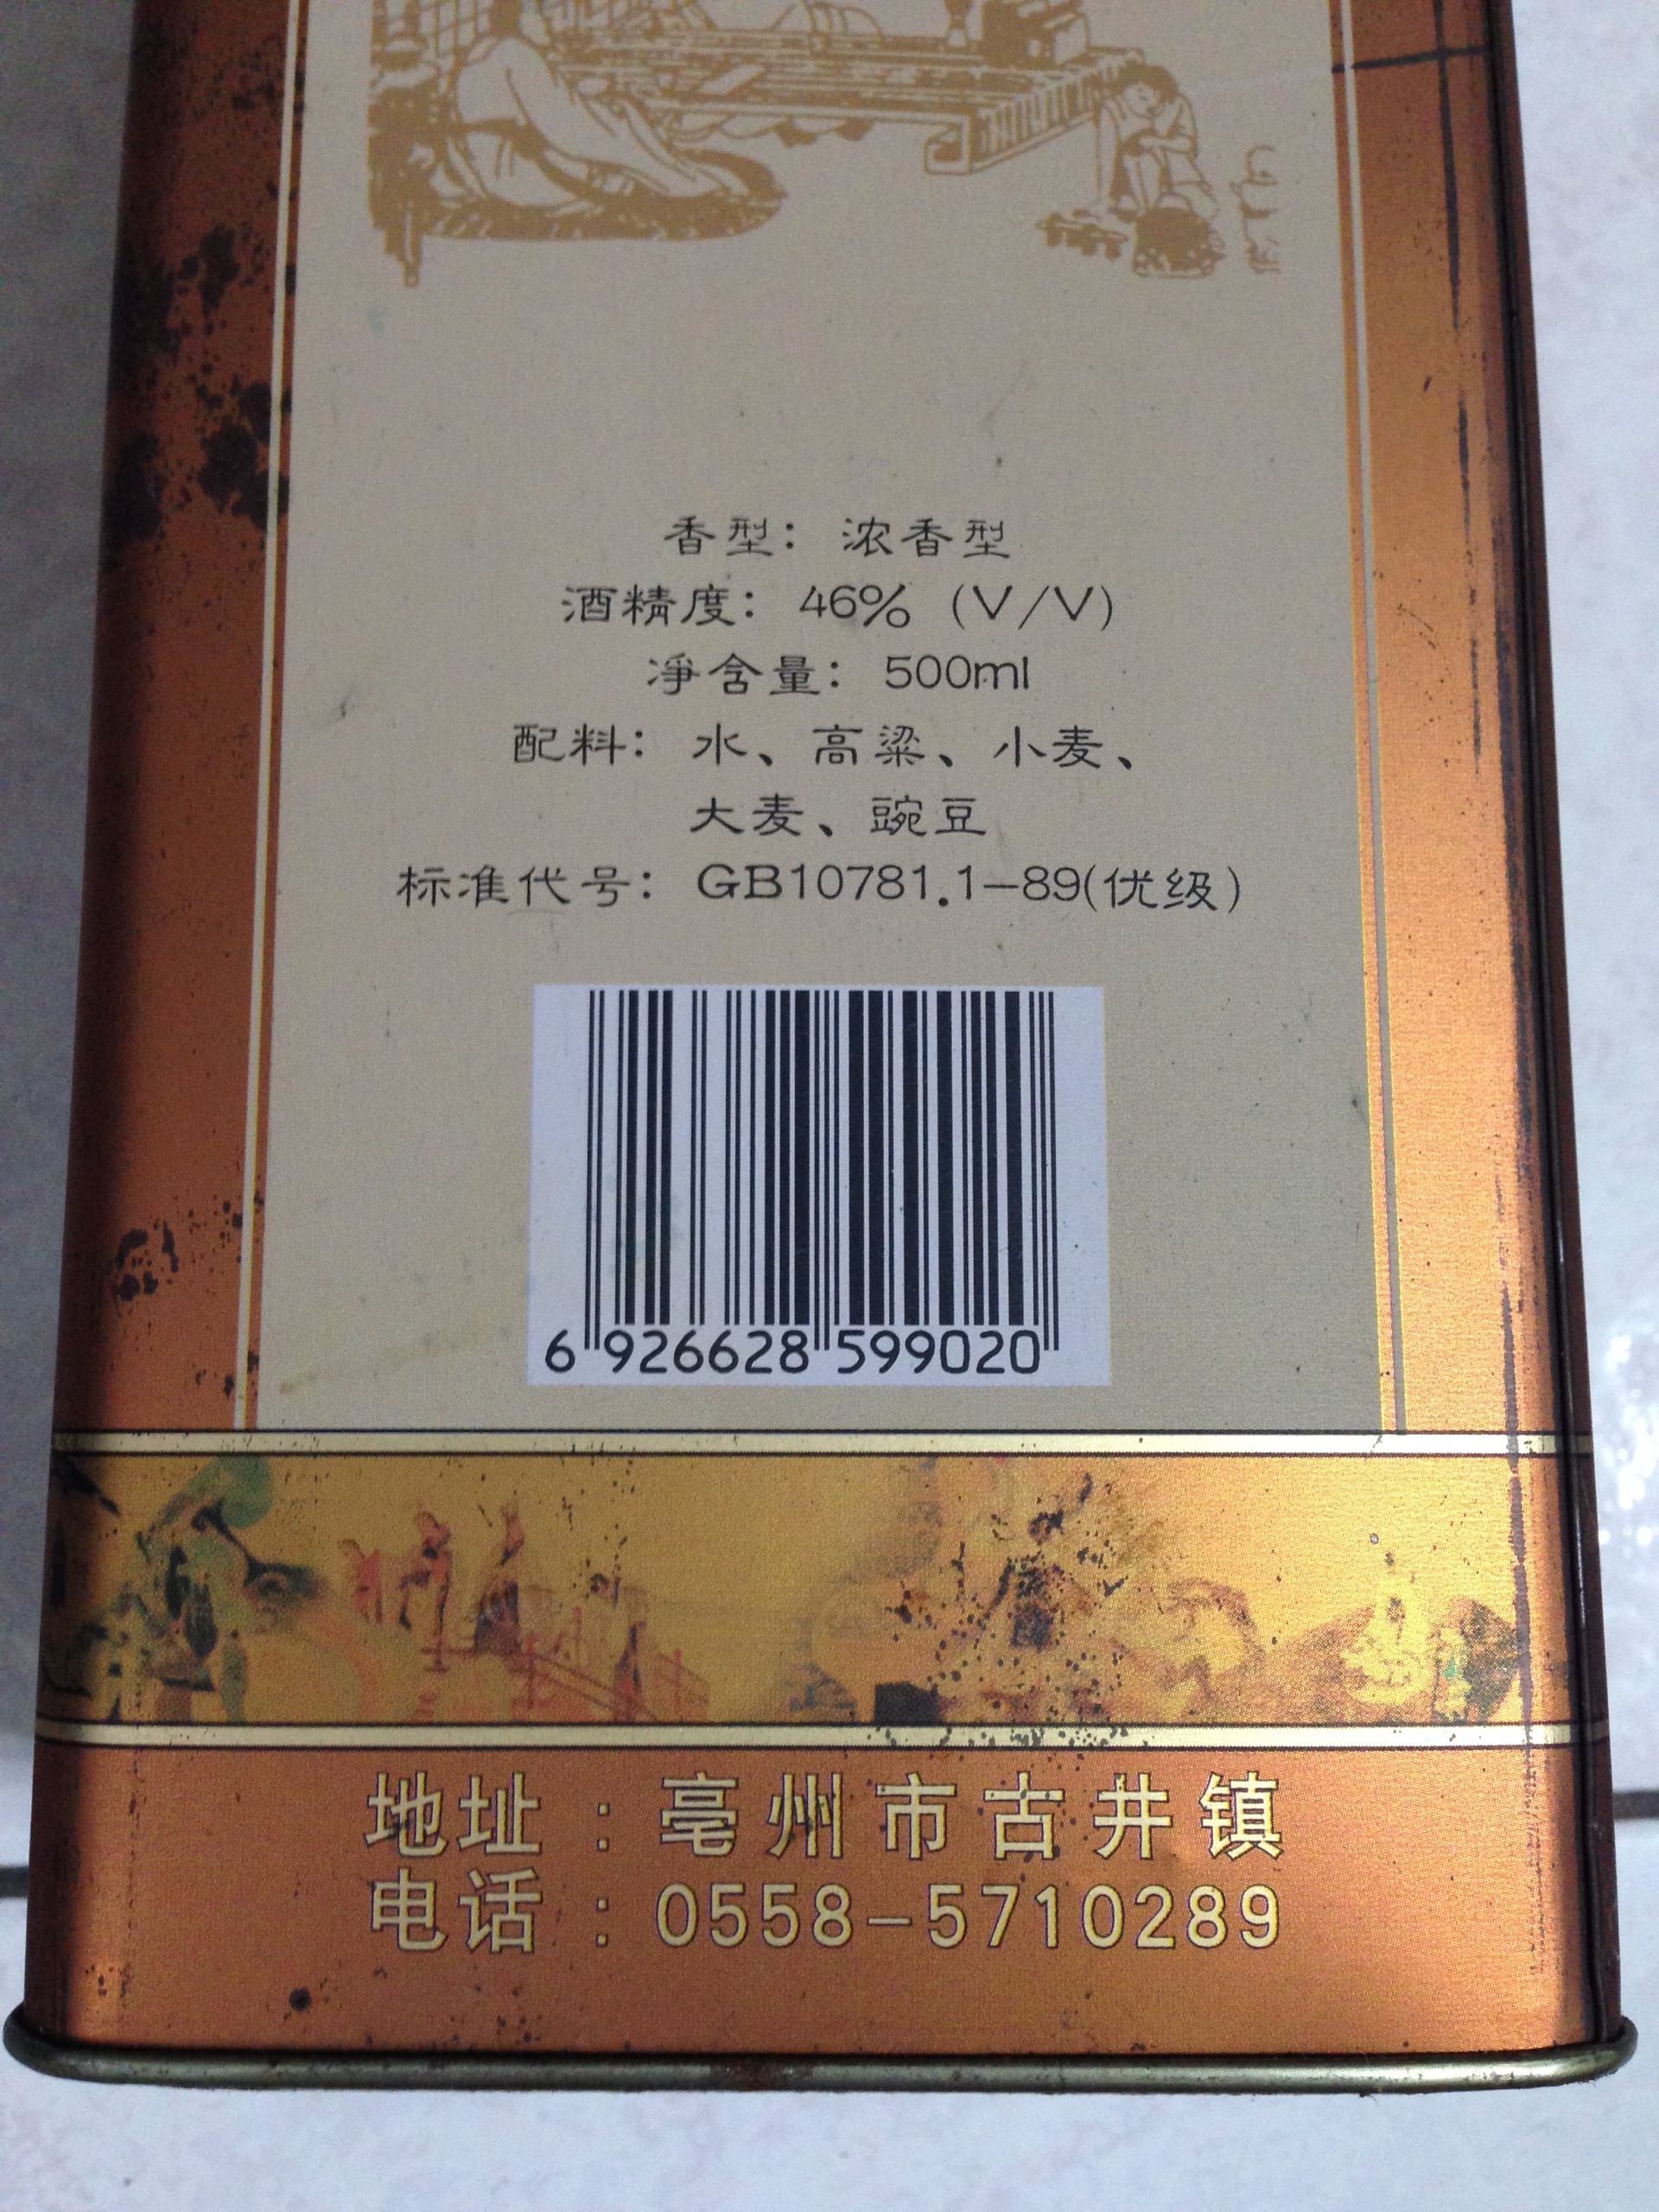 香型：浓香型
酒精度：46%（V/V）
凈含量：500ml
配料：水、高粱、小麦、
大麦、豌豆
标准代号：GB10781.1-89(优级)
6 926628 599020
地址：亳州市古井镇
电话：0558-5710289